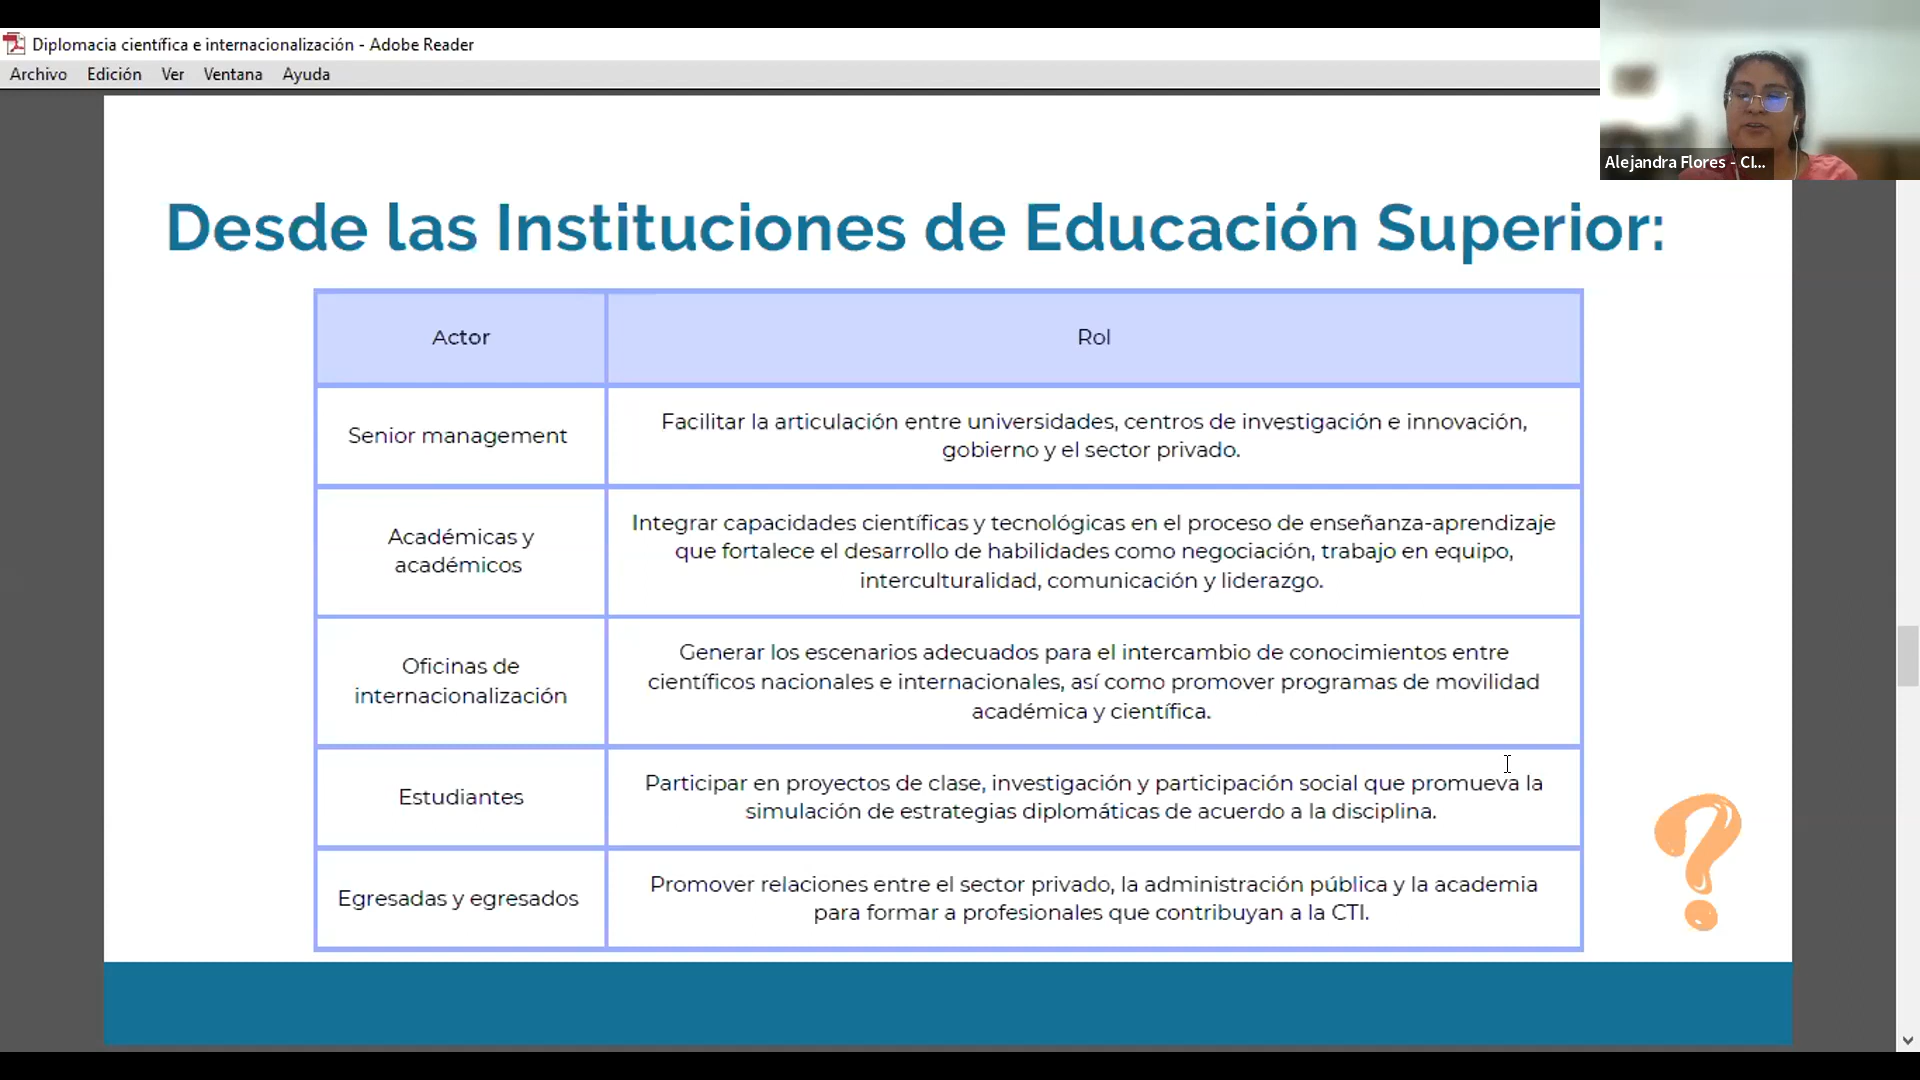 Diplomacia científica e internacionalización - Adobe Reader
Archivo Edición Ver Ventana Ayuda
Alejandra Flores - CI...
Desde las Instituciones de Educación Superior:
Actor
Rol
Senior management
Facilitar la articulación entre universidades, centros de investigación e innovación,
gobierno y el sector privado.
Académicas y
académicos
Integrar capacidades científicas y tecnológicas en el proceso de enseñanza-aprendizaje
que fortalece el desarrollo de habilidades como negociación, trabajo en equipo,
interculturalidad, comunicación y liderazgo.
Oficinas de
internacionalización
Generar los escenarios adecuados para el intercambio de conocimientos entre
científicos nacionales e internacionales, así como promover programas de movilidad
académica y científica.
Estudiantes
Participar en proyectos de clase, investigación y participación social que promueva la
simulación de estrategias diplomáticas de acuerdo a la disciplina.
Egresadas y egresados
Promover relaciones entre el sector privado, la administración pública y la academia
para formar a profesionales que contribuyan a la CTI.
?